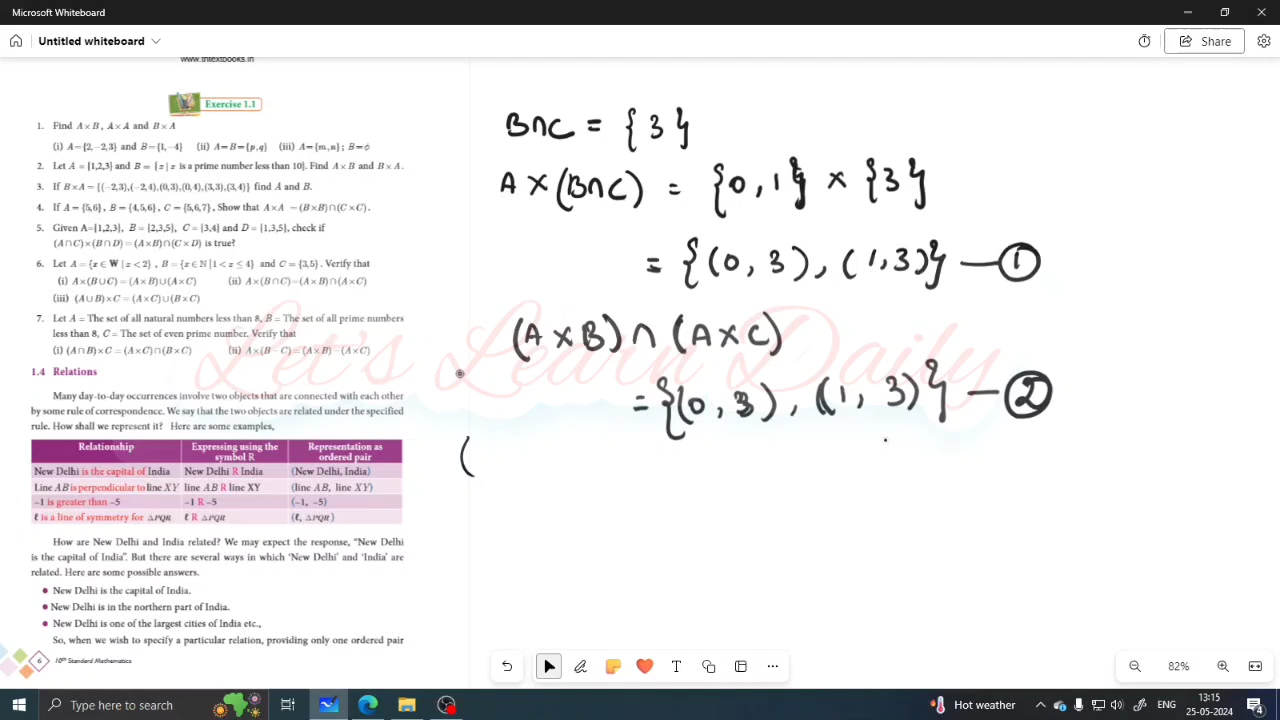 Microsoft Whiteboard
Untitled whiteboard
Share
www.tntextbooks.in
Exercise 1.1
1. Find A×B, A×A and B×A
(i) A={2,−2,3} and B={1,−4} (ii) A=B={p,q} (iii) A={m,n}; B=ϕ
2. Let A = {1,2,3} and B = {x | x is a prime number less than 10}. Find A×B and B×A.
3. If B×A = {(−2,3),(−2,4),(0,3),(0,4),(3,3),(3,4)} find A and B.
4. If A = {5,6}, B = {4,5,6}, C = {5,6,7}, Show that A×A = (B×B)∩(C×C).
5. Given A={1,2,3}, B = {2,3,5}, C = {3,4} and D = {1,3,5}, check if
(A∩C)×(B∩D) = (A×B)∩(C×D) is true?
6. Let A = {x ∈ W | x < 2}, B = {x ∈ N | 1 < x ≤ 4} and C = {3,5}. Verify that
(i) A×(B∪C) = (A×B)∪(A×C) (ii) A×(B∩C) = (A×B)∩(A×C)
(iii) (A∪B)×C = (A×C)∪(B×C)
7. Let A = The set of all natural numbers less than 8, B = The set of all prime numbers
less than 8, C = The set of even prime number. Verify that
(i) (A∩B)×C = (A×C)∩(B×C) (ii) A×(B−C) = (A×B)−(A×C)
1.4 Relations
Many day-to-day occurrences involve two objects that are connected with each other
by some rule of correspondence. We say that the two objects are related under the specified
rule. How shall we represent it? Here are some examples,
Relationship Expressing using the symbol R Representation as ordered pair
New Delhi is the capital of India New Delhi R India (New Delhi, India)
Line AB is perpendicular to line XY line AB R line XY (line AB, line XY)
−1 is greater than −5 −1 R −5 (−1, −5)
ℓ is a line of symmetry for △PQR ℓ R △PQR (ℓ, △PQR)
How are New Delhi and India related? We may expect the response, "New Delhi
is the capital of India". But there are several ways in which 'New Delhi' and 'India' are
related. Here are some possible answers.
• New Delhi is the capital of India.
• New Delhi is in the northern part of India.
• New Delhi is one of the largest cities of India etc.,
So, when we wish to specify a particular relation, providing only one ordered pair
6 10th Standard Mathematics
B∩C = {3}
A×(B∩C) = {0,1} × {3}
= {(0,3),(1,3)} —①
(A×B)∩(A×C)
= {(0,3),(1,3)} —②
(
Let's Learn Daily
82%
Type here to search
Hot weather
13:15
25-05-2024
4